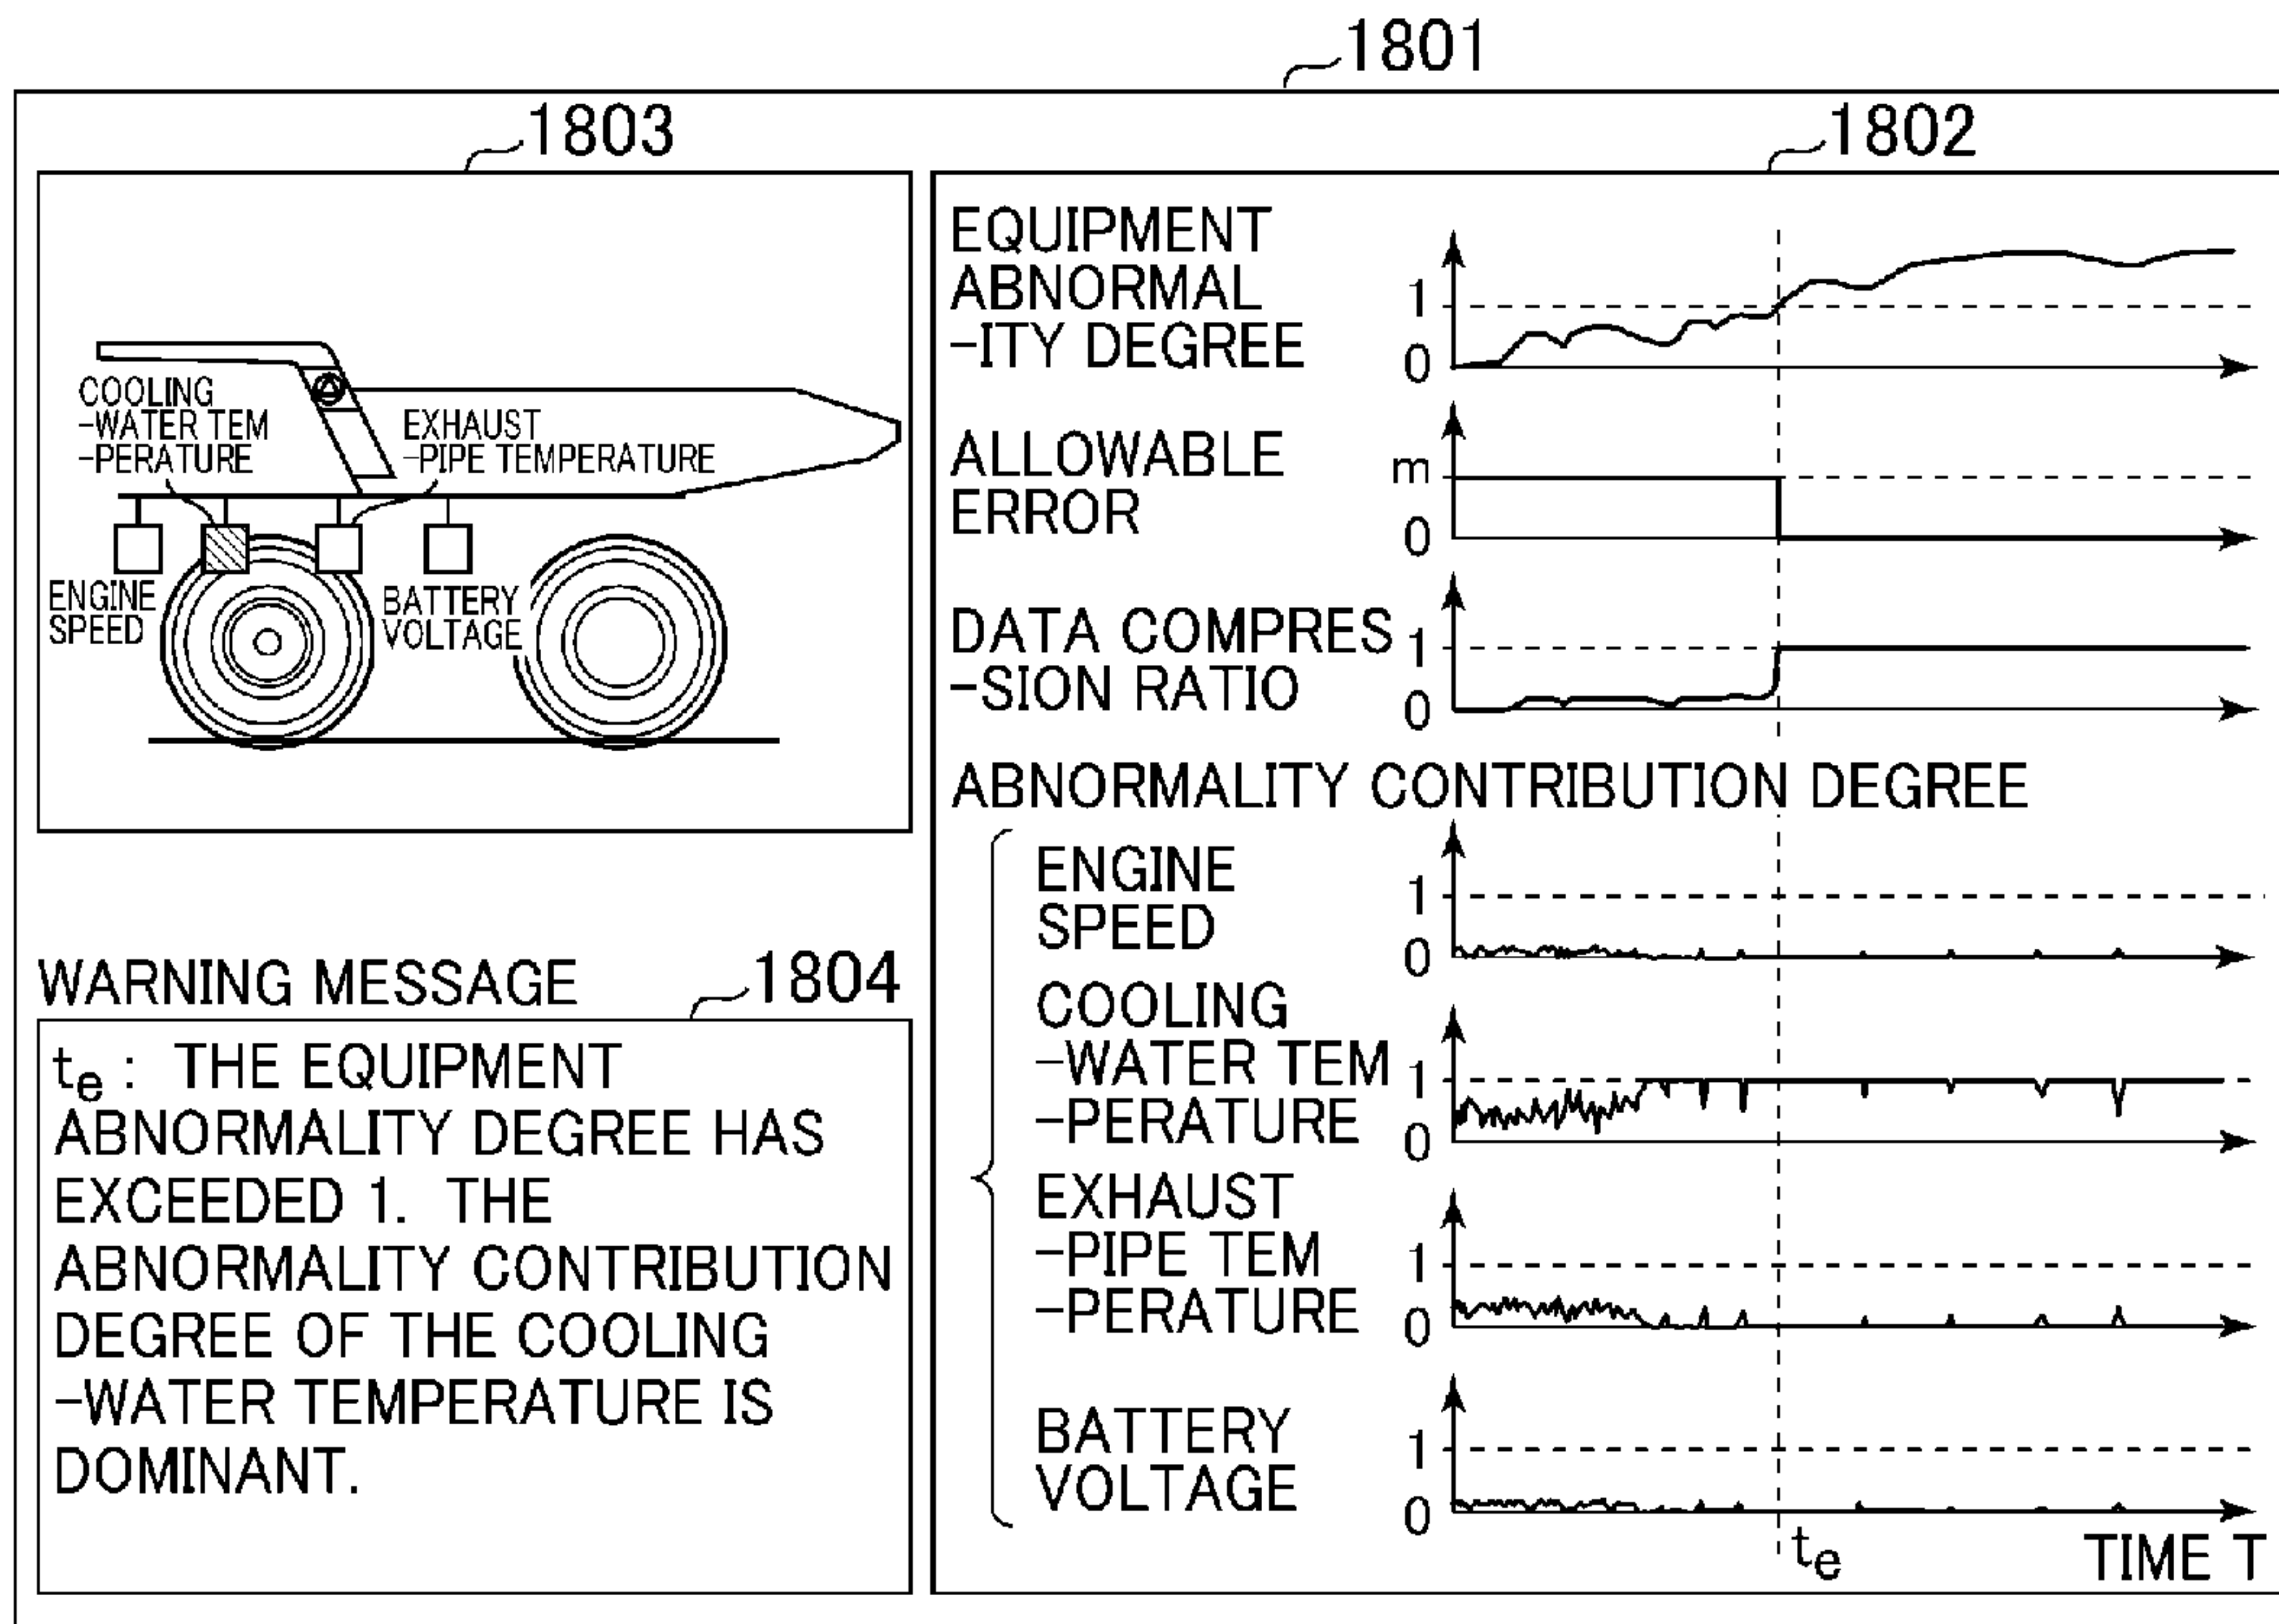 1801
1803
COOLING
-WATER TEM
-PERATURE
EXHAUST
-PIPE TEMPERATURE
ENGINE
SPEED
BATTERY
VOLTAGE
WARNING MESSAGE
1804
te : THE EQUIPMENT
ABNORMALITY DEGREE HAS
EXCEEDED 1. THE
ABNORMALITY CONTRIBUTION
DEGREE OF THE COOLING
-WATER TEMPERATURE IS
DOMINANT.
1802
EQUIPMENT
ABNORMAL
-ITY DEGREE
1
0
ALLOWABLE
ERROR
m
0
DATA COMPRES
-SION RATIO
1
0
ABNORMALITY CONTRIBUTION DEGREE
ENGINE
SPEED
1
0
COOLING
-WATER TEM
-PERATURE
1
0
EXHAUST
-PIPE TEM
-PERATURE
1
0
BATTERY
VOLTAGE
1
0
te
TIME T